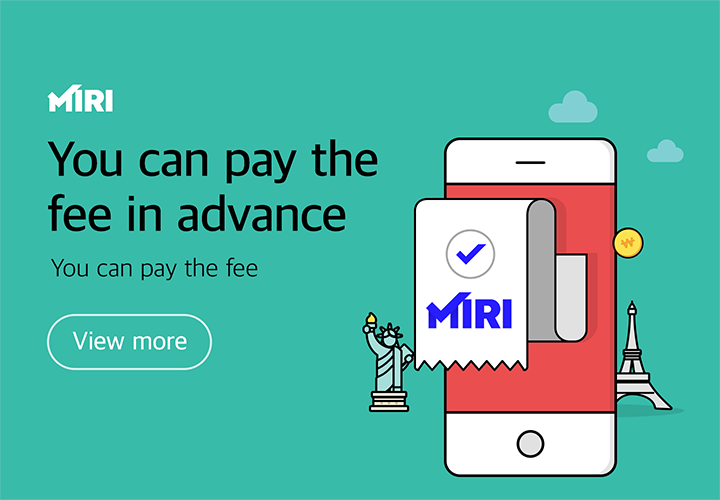 MIRI
You can pay the
fee in advance
You can pay the fee
View more
MIRI
₩